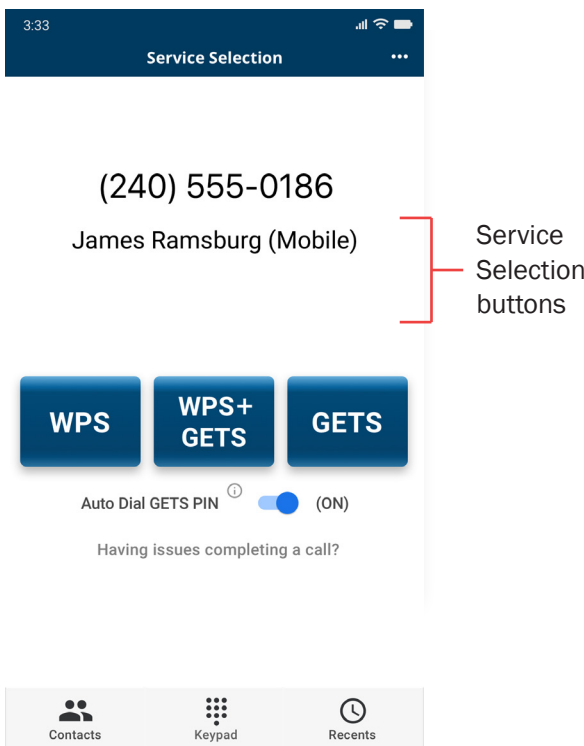 3:33
Service Selection
(240) 555-0186
James Ramsburg (Mobile)
Service
Selection
buttons
WPS
WPS+
GETS
GETS
Auto Dial GETS PIN
(ON)
Having issues completing a call?
Contacts
Keypad
Recents